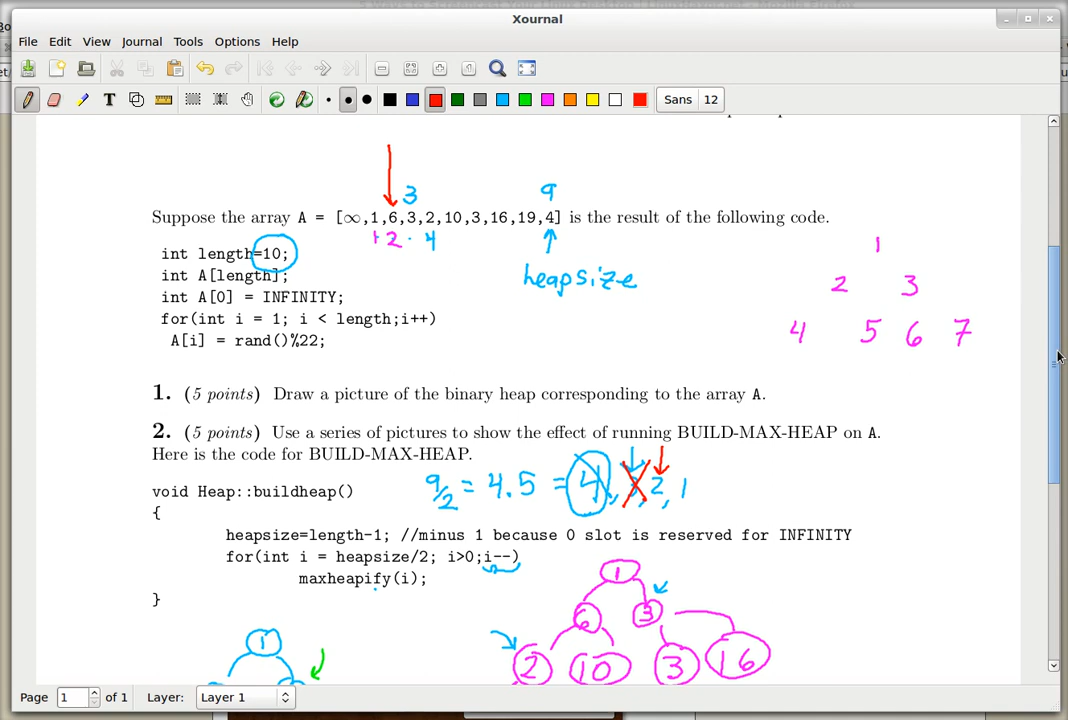 Xournal
File Edit View Journal Tools Options Help
Sans 12
3 9
Suppose the array A = [∞,1,6,3,2,10,3,16,19,4] is the result of the following code.
1 2 4
int length=10;
1
int A[length];
heapsize
2 3
int A[0] = INFINITY;
for(int i = 1; i < length;i++)
4 5 6 7
A[i] = rand()%22;
1. (5 points) Draw a picture of the binary heap corresponding to the array A.
2. (5 points) Use a series of pictures to show the effect of running BUILD-MAX-HEAP on A.
Here is the code for BUILD-MAX-HEAP.
9/2 = 4.5 = 4, 3, 2, 1
void Heap::buildheap()
{
heapsize=length-1; //minus 1 because 0 slot is reserved for INFINITY
for(int i = heapsize/2; i>0;i--)
maxheapify(i);
1
}
6 3
1
2 10 3 16
Page 1 of 1 Layer: Layer 1